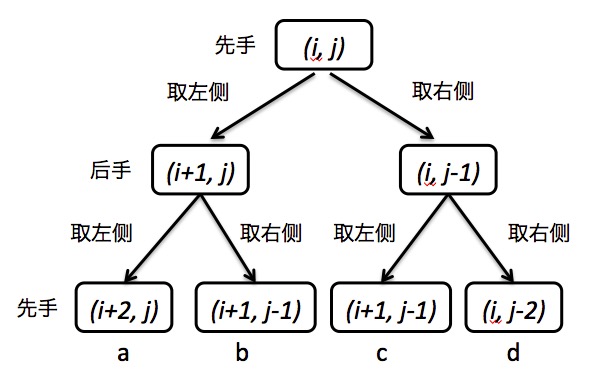 先手 (i, j)
取左侧 取右侧
后手 (i+1, j) (i, j-1)
取左侧 取右侧 取左侧 取右侧
先手 (i+2, j) (i+1, j-1) (i+1, j-1) (i, j-2)
a b c d